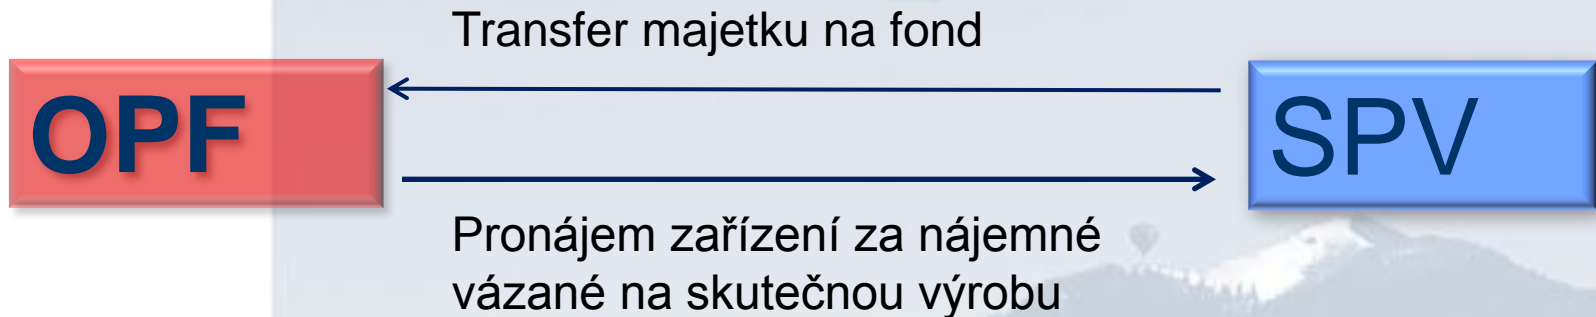 Transfer majetku na fond
OPF
SPV
Pronájem zařízení za nájemné
vázané na skutečnou výrobu